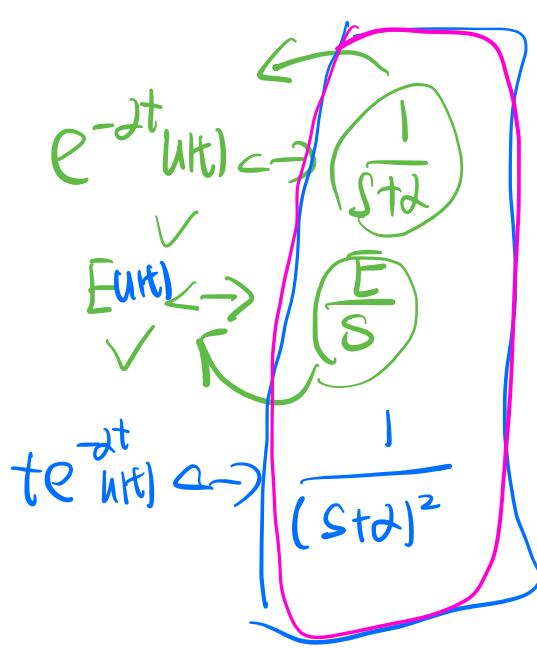 e^{-2t} u(t) <-> 1/(s+2)
E u(t) <-> E/s
te^{-2t} u(t) <-> 1/(s+2)²